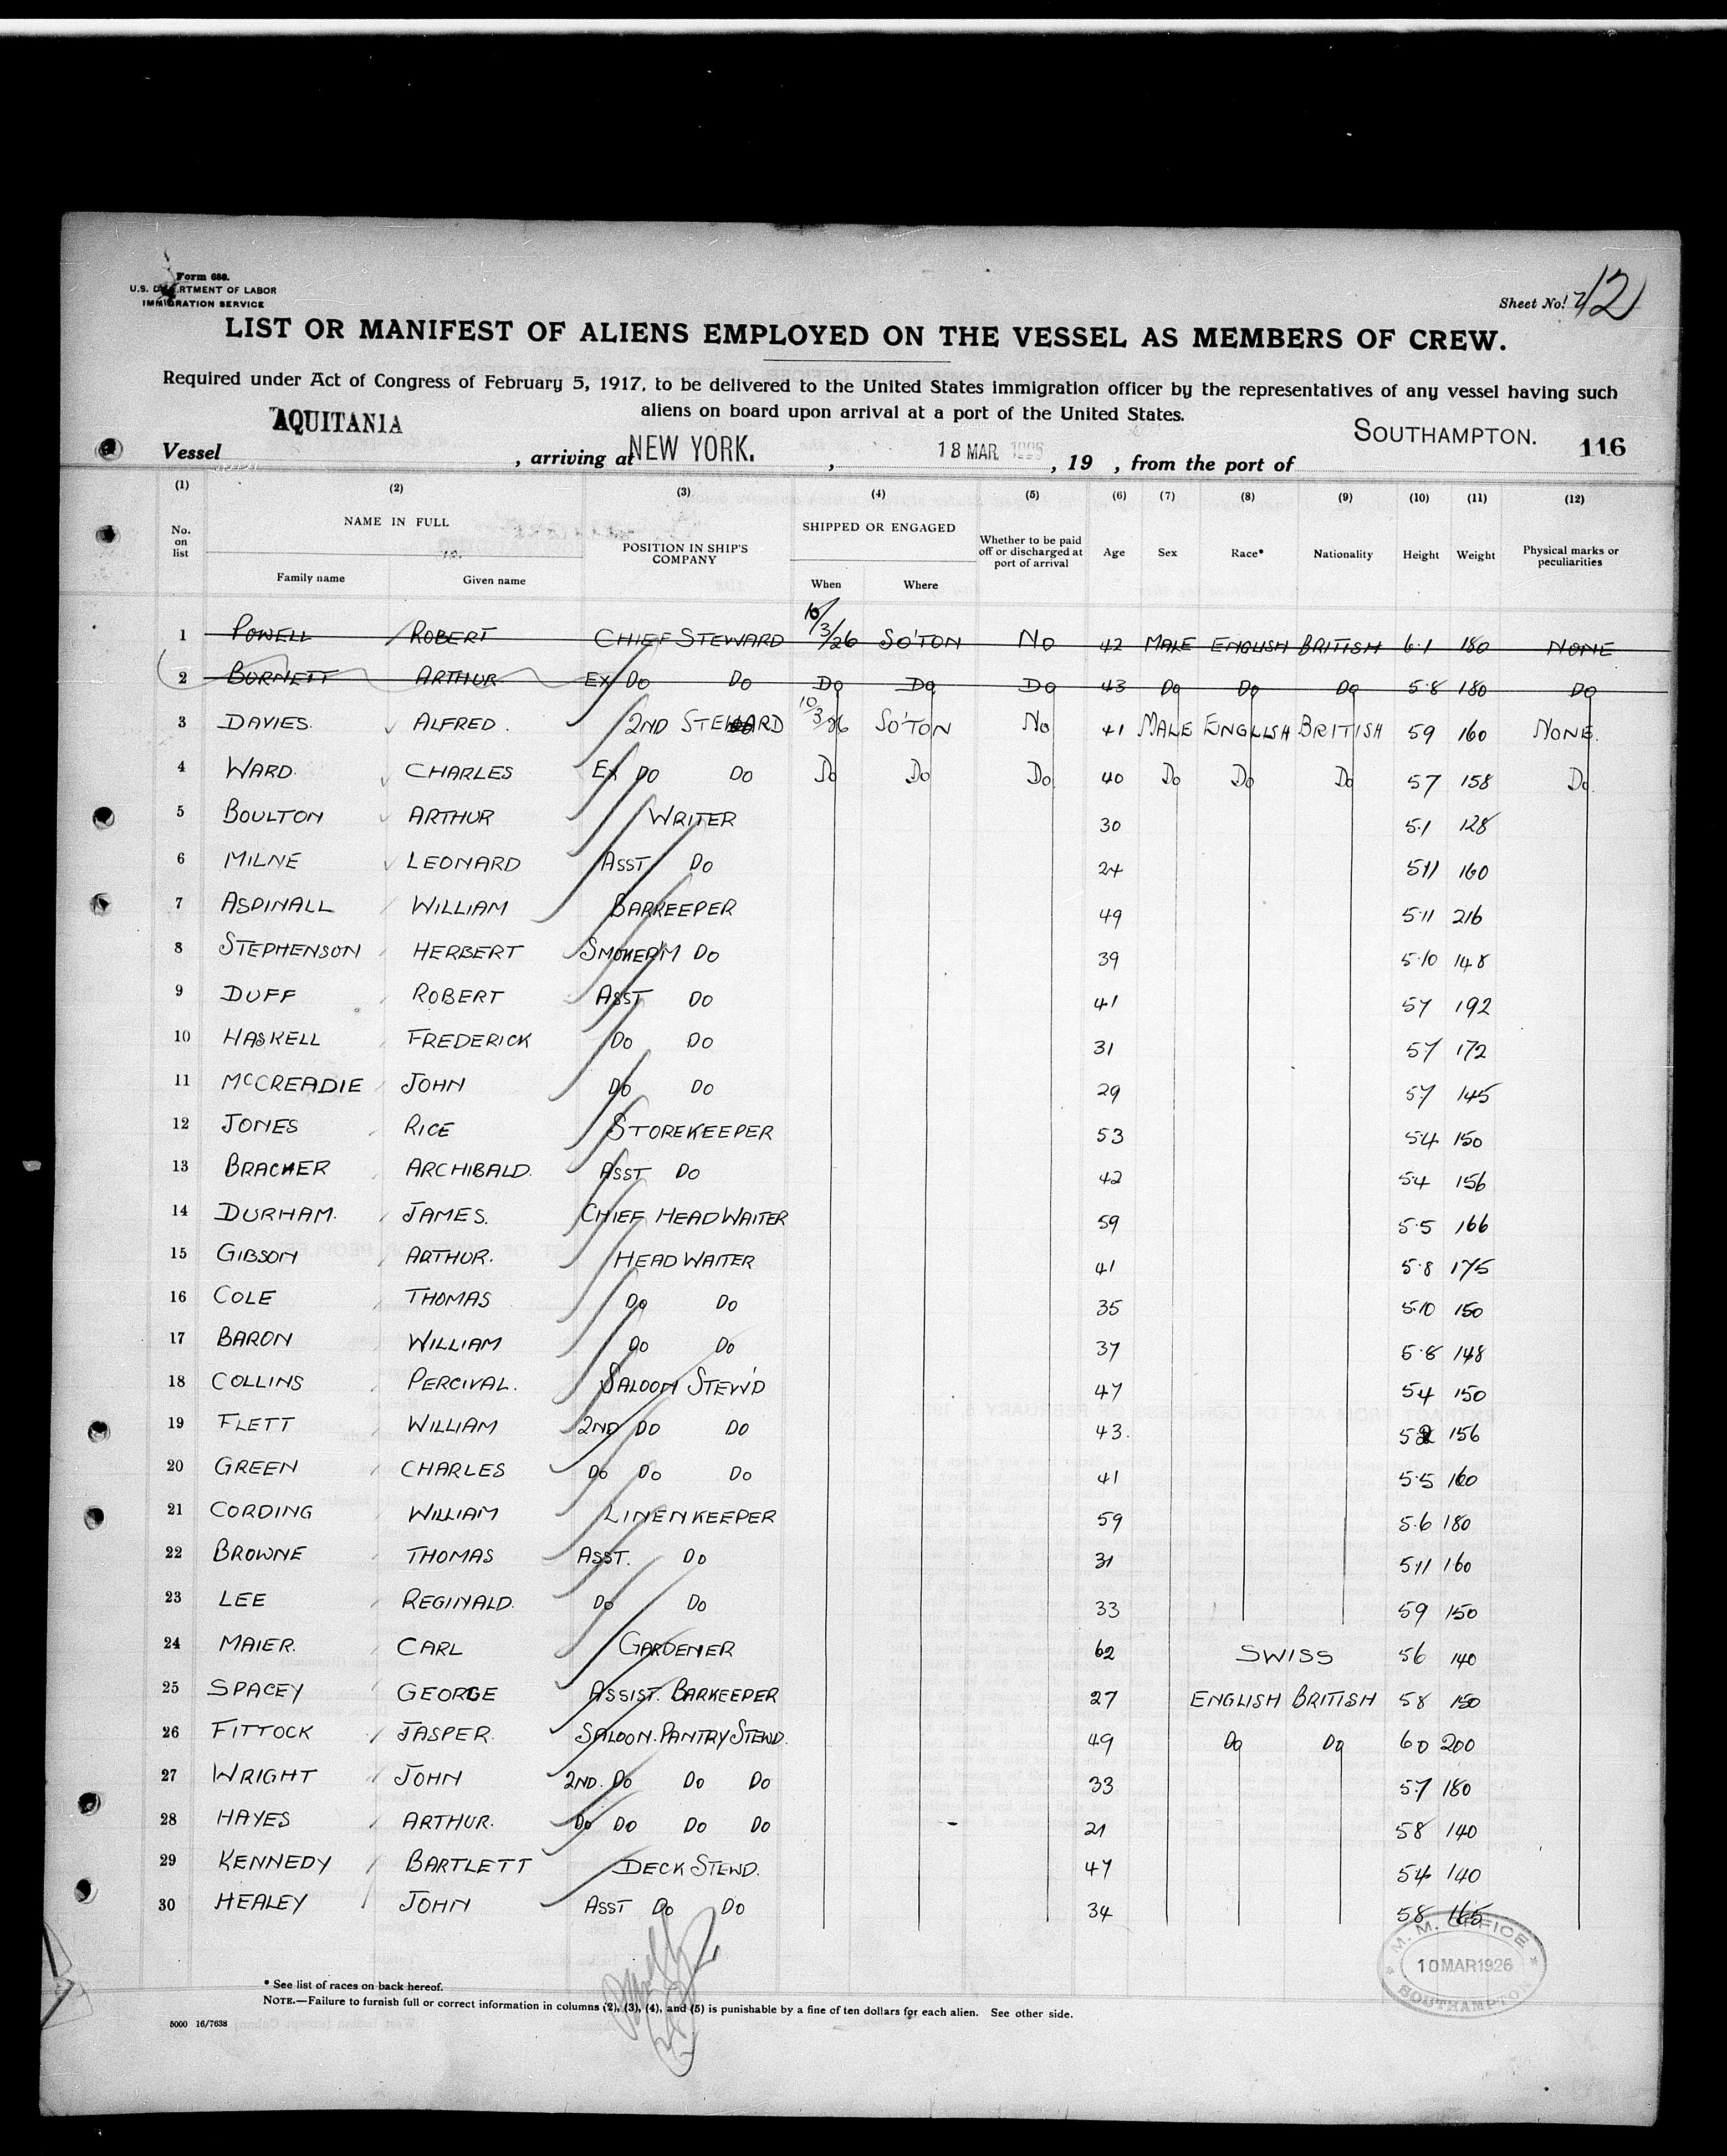 Form 680.
U.S. DEPARTMENT OF LABOR
IMMIGRATION SERVICE
Sheet No. 12
LIST OR MANIFEST OF ALIENS EMPLOYED ON THE VESSEL AS MEMBERS OF CREW.
Required under Act of Congress of February 5, 1917, to be delivered to the United States immigration officer by the representatives of any vessel having such
aliens on board upon arrival at a port of the United States.
Vessel AQUITANIA, arriving at NEW YORK., 18 MAR 1926, 19 , from the port of SOUTHAMPTON. 116
(1) (2) (3) (4) (5) (6) (7) (8) (9) (10) (11) (12)
No. on list NAME IN FULL Family name Given name POSITION IN SHIP'S COMPANY SHIPPED OR ENGAGED When Where Whether to be paid off or discharged at port of arrival Age Sex Race* Nationality Height Weight Physical marks or peculiarities
1 POWELL ROBERT CHIEF STEWARD 10/3/26 SO'TON NO 42 MALE ENGLISH BRITISH 6.1 180 NONE
2 BURNETT ARTHUR EX DO DO DO DO DO 43 DO DO DO 5.8 180 DO
3 DAVIES. ALFRED. 2ND STEWARD 10/3/26 SO'TON NO 41 MALE ENGLISH BRITISH 59 160 NONE.
4 WARD. CHARLES EX DO DO DO DO DO 40 DO DO DO 57 158 DO.
5 BOULTON ARTHUR WRITER 30 5.1 128
6 MILNE LEONARD ASST DO 24 511 160
7 ASPINALL WILLIAM BARKEEPER 49 5.11 216
8 STEPHENSON HERBERT SMOKER'M DO 39 5.10 148
9 DUFF ROBERT ASST DO 41 57 192
10 HASKELL FREDERICK DO DO 31 57 172
11 MCCREADIE JOHN DO DO 29 5.7 145
12 JONES RICE STOREKEEPER 53 54 150
13 BRACHER ARCHIBALD. ASST DO 42 54 156
14 DURHAM. JAMES. CHIEF HEADWAITER 59 5.5 166
15 GIBSON ARTHUR. HEAD WAITER 41 5.8 175
16 COLE THOMAS DO DO 35 5.10 150
17 BARON WILLIAM DO DO 37 5.8 148
18 COLLINS PERCIVAL. SALOON STEW'D 47 54 150
19 FLETT WILLIAM 2ND DO DO 43. 156
20 GREEN CHARLES DO DO DO 41 5.5 160
21 CORDING WILLIAM LINENKEEPER 59 5.6 180
22 BROWNE THOMAS ASST. DO 31 5.11 160
23 LEE REGINALD. DO DO 33 59 150
24 MAIER. CARL GARDENER 62 SWISS 56 140
25 SPACEY GEORGE ASSIST. BARKEEPER 27 ENGLISH BRITISH 58 150
26 FITTOCK JASPER. SALOON.PANTRY STEWD. 49 DO DO 60 200
27 WRIGHT JOHN 2ND. DO DO DO 33 5.7 180
28 HAYES ARTHUR. DO DO DO DO 21 58 140
29 KENNEDY BARTLETT DECK STEWD. 47 54 140
30 HEALEY JOHN ASST DO DO 34 58 165
M. M. OFFICE
10 MAR 1926
SOUTHAMPTON
* See list of races on back hereof.
NOTE.—Failure to furnish full or correct information in columns (2), (3), (4), and (5) is punishable by a fine of ten dollars for each alien. See other side.
5000 16/7638